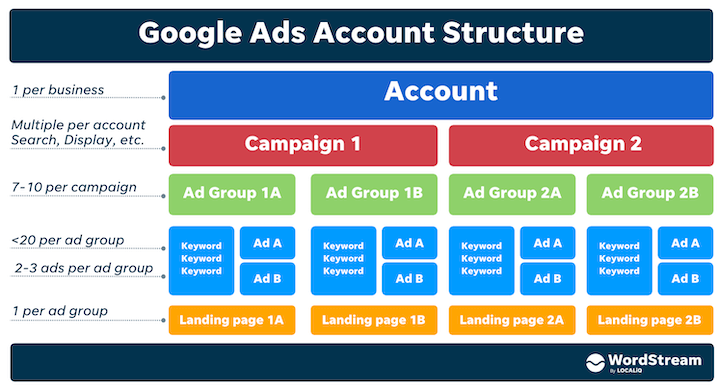 Google Ads Account Structure
1 per business
Account
Multiple per account
Search, Display, etc.
Campaign 1
Campaign 2
7-10 per campaign
Ad Group 1A
Ad Group 1B
Ad Group 2A
Ad Group 2B
<20 per ad group
2-3 ads per ad group
Keyword
Keyword
Keyword
Ad A
Ad B
Keyword
Keyword
Keyword
Ad A
Ad B
Keyword
Keyword
Keyword
Ad A
Ad B
Keyword
Keyword
Keyword
Ad A
Ad B
1 per ad group
Landing page 1A
Landing page 1B
Landing page 2A
Landing page 2B
WordStream
By LOCALiQ